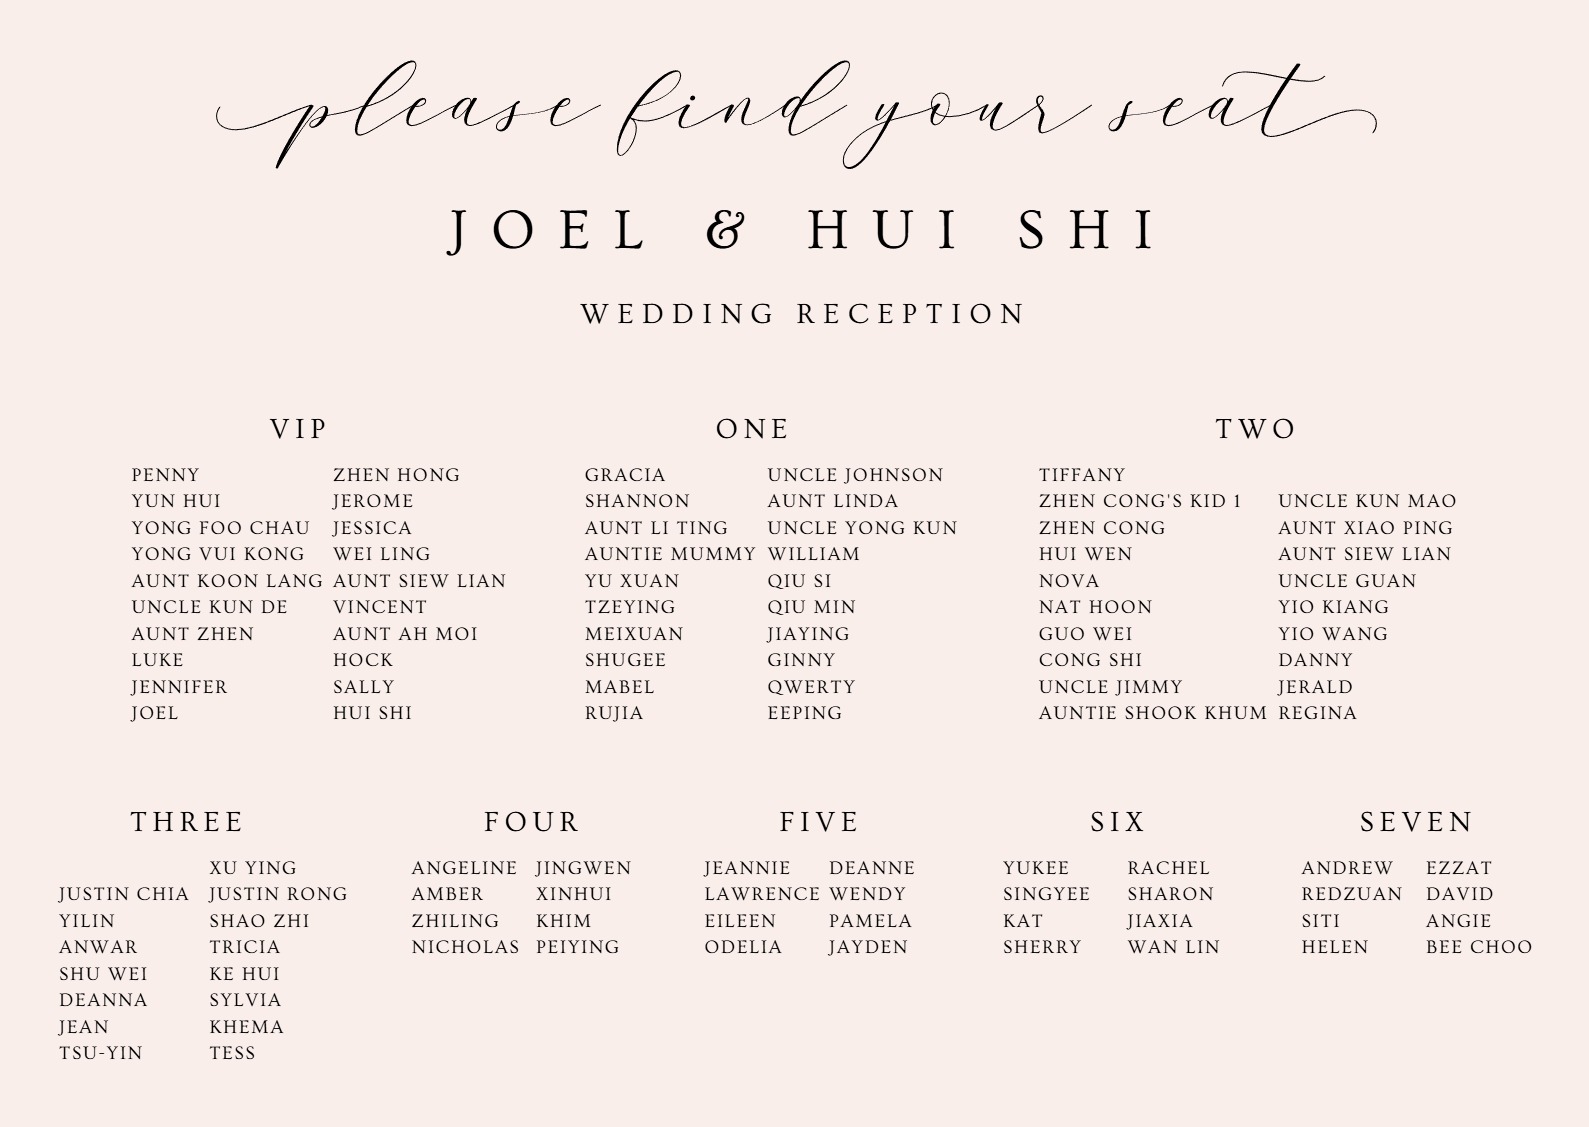 please find your seat
JOEL & HUI SHI
WEDDING RECEPTION
VIP
PENNY ZHEN HONG
YUN HUI JEROME
YONG FOO CHAU JESSICA
YONG VUI KONG WEI LING
AUNT KOON LANG AUNT SIEW LIAN
UNCLE KUN DE VINCENT
AUNT ZHEN AUNT AH MOI
LUKE HOCK
JENNIFER SALLY
JOEL HUI SHI
ONE
GRACIA UNCLE JOHNSON
SHANNON AUNT LINDA
AUNT LI TING UNCLE YONG KUN
AUNTIE MUMMY WILLIAM
YU XUAN QIU SI
TZEYING QIU MIN
MEIXUAN JIAYING
SHUGEE GINNY
MABEL QWERTY
RUJIA EEPING
TWO
TIFFANY
ZHEN CONG'S KID 1 UNCLE KUN MAO
ZHEN CONG AUNT XIAO PING
HUI WEN AUNT SIEW LIAN
NOVA UNCLE GUAN
NAT HOON YIO KIANG
GUO WEI YIO WANG
CONG SHI DANNY
UNCLE JIMMY JERALD
AUNTIE SHOOK KHUM REGINA
THREE
XU YING
JUSTIN CHIA JUSTIN RONG
YILIN SHAO ZHI
ANWAR TRICIA
SHU WEI KE HUI
DEANNA SYLVIA
JEAN KHEMA
TSU-YIN TESS
FOUR
ANGELINE JINGWEN
AMBER XINHUI
ZHILING KHIM
NICHOLAS PEIYING
FIVE
JEANNIE DEANNE
LAWRENCE WENDY
EILEEN PAMELA
ODELIA JAYDEN
SIX
YUKEE RACHEL
SINGYEE SHARON
KAT JIAXIA
SHERRY WAN LIN
SEVEN
ANDREW EZZAT
REDZUAN DAVID
SITI ANGIE
HELEN BEE CHOO